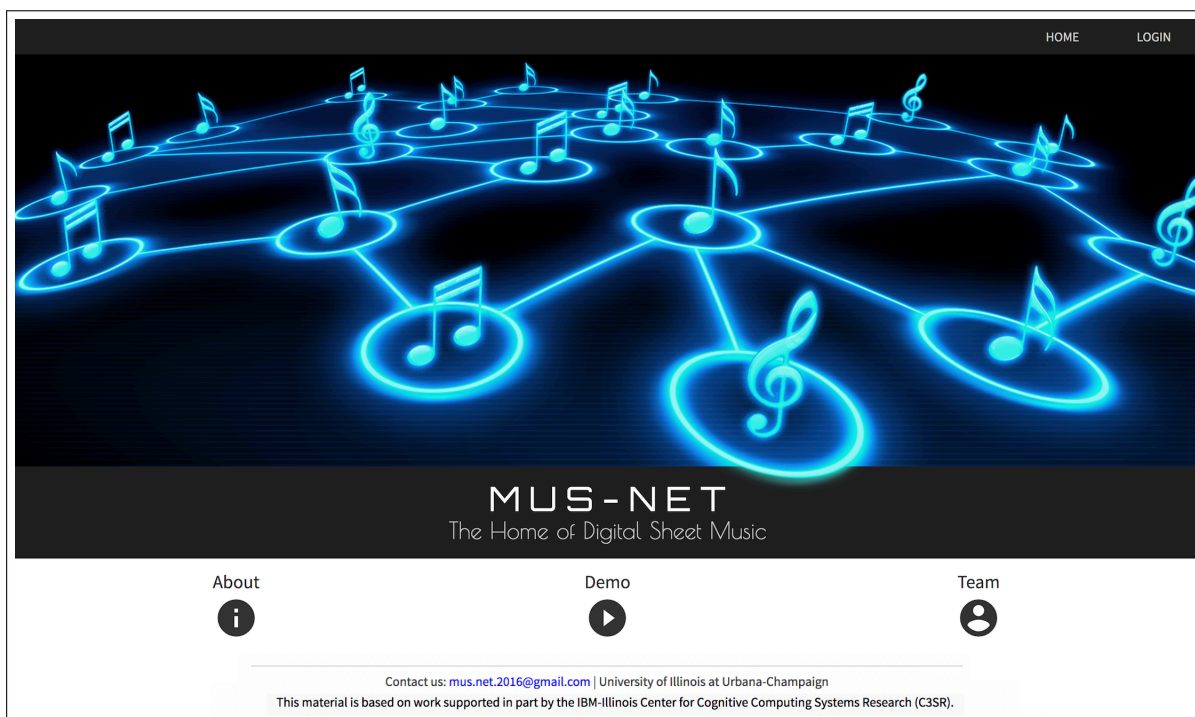 HOME LOGIN
MUS-NET
The Home of Digital Sheet Music
About Demo Team
Contact us: mus.net.2016@gmail.com | University of Illinois at Urbana-Champaign
This material is based on work supported in part by the IBM-Illinois Center for Cognitive Computing Systems Research (C3SR).